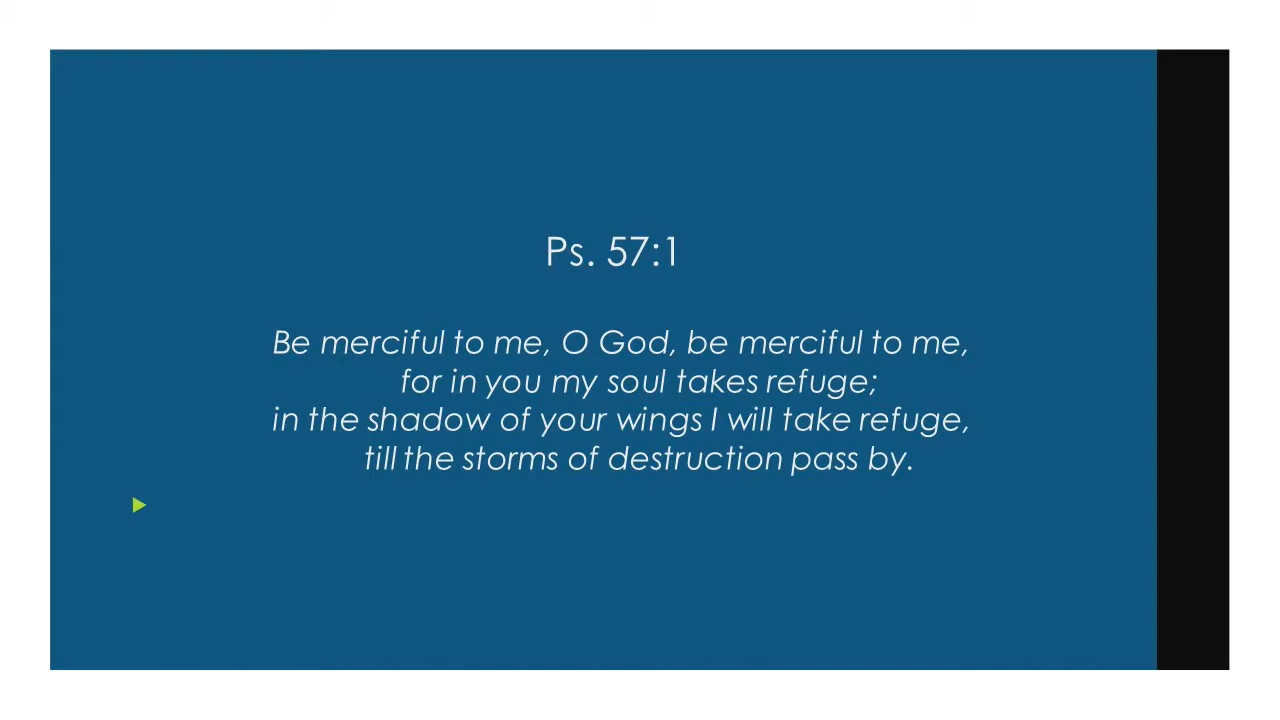 Ps. 57:1
Be merciful to me, O God, be merciful to me,
for in you my soul takes refuge;
in the shadow of your wings I will take refuge,
till the storms of destruction pass by.